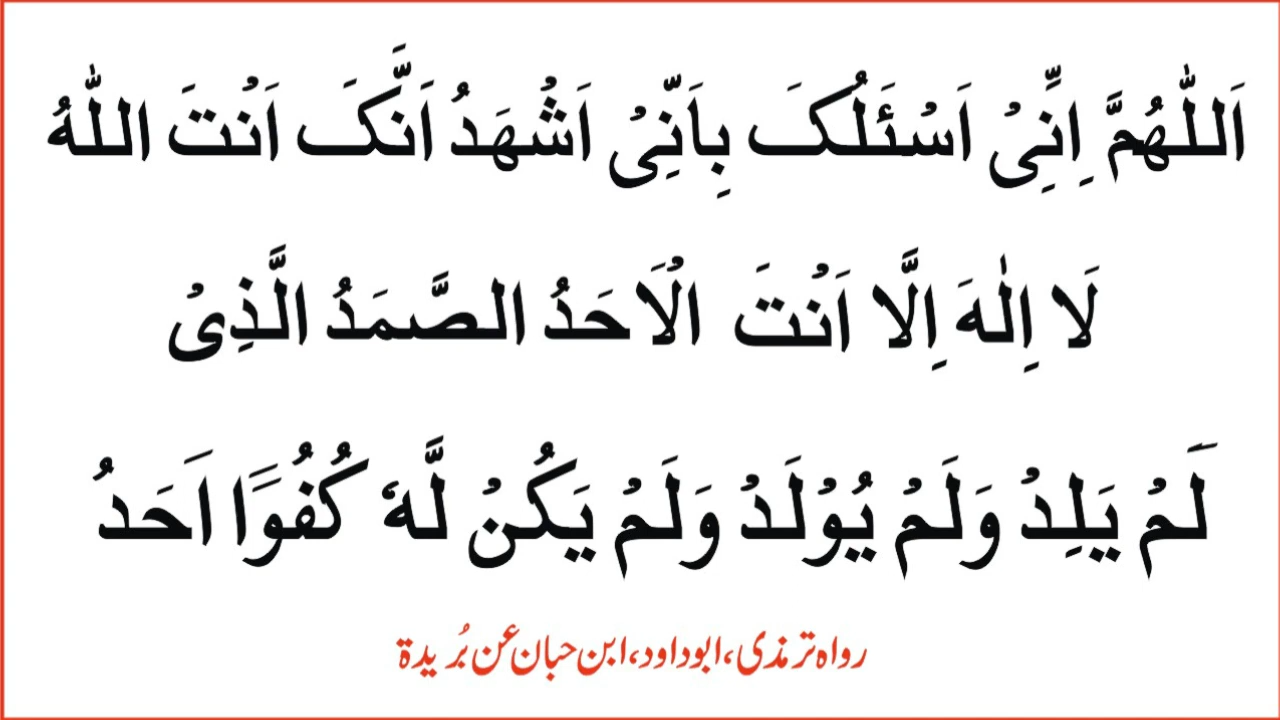 اَللّٰهُمَّ اِنِّیْ اَسْئَلُکَ بِاَنِّیْ اَشْهَدُ اَنَّکَ اَنْتَ اللّٰهُ
لَا اِلٰهَ اِلَّا اَنْتَ الْاَحَدُ الصَّمَدُ الَّذِیْ
لَمْ یَلِدْ وَلَمْ یُوْلَدْ وَلَمْ یَکُنْ لَّهٗ کُفُوًَا اَحَدُ
رواہ ترمذی، ابوداود، ابن حبان عن بُریدۃ